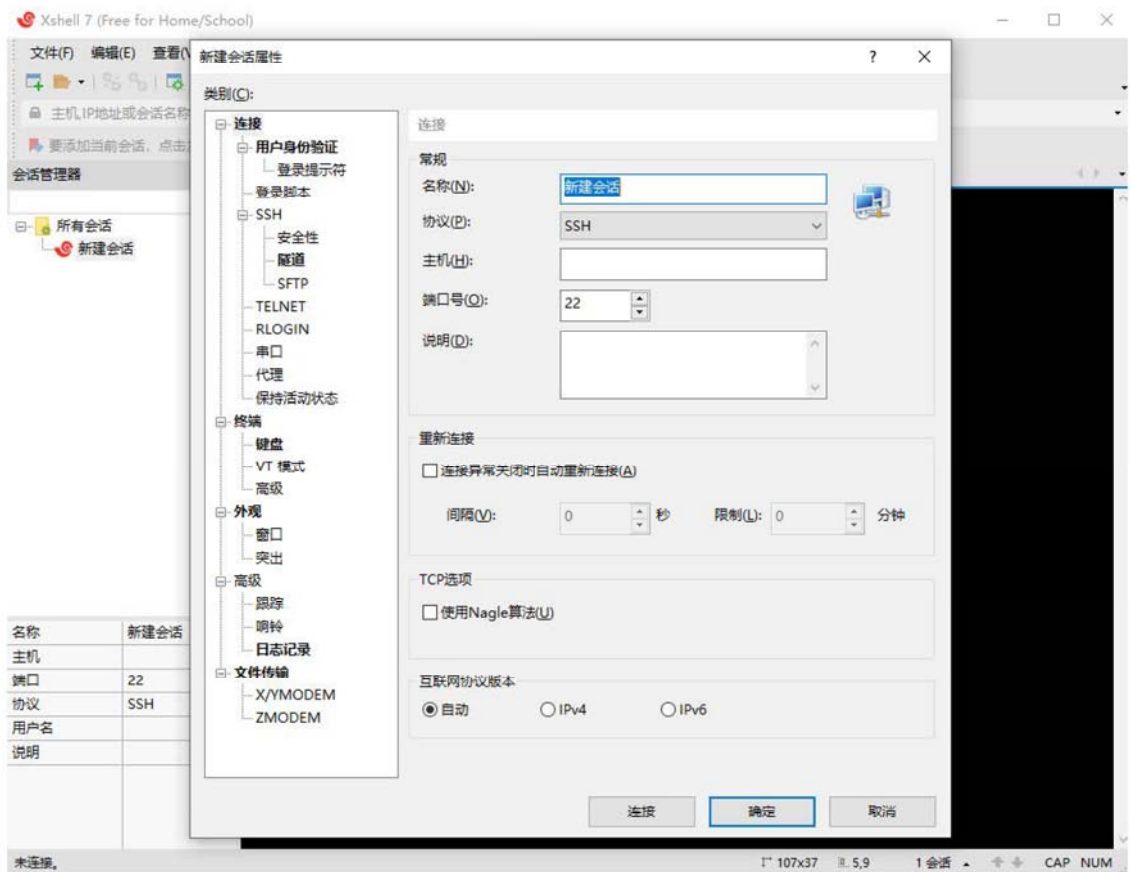 Xshell 7 (Free for Home/School)
文件(F) 编辑(E) 查看(V
主机,IP地址或会话名称
要添加当前会话，点击
会话管理器
所有会话
新建会话
名称 新建会话
主机
端口 22
协议 SSH
用户名
说明
未连接。
新建会话属性
类别(C):
连接
用户身份验证
登录提示符
登录脚本
SSH
安全性
隧道
SFTP
TELNET
RLOGIN
串口
代理
保持活动状态
终端
键盘
VT 模式
高级
外观
窗口
突出
高级
跟踪
响铃
日志记录
文件传输
X/YMODEM
ZMODEM
连接
常规
名称(N): 新建会话
协议(P): SSH
主机(H):
端口号(O): 22
说明(D):
重新连接
连接异常关闭时自动重新连接(A)
间隔(V): 0 秒 限制(L): 0 分钟
TCP选项
使用Nagle算法(U)
互联网协议版本
自动 IPv4 IPv6
连接 确定 取消
107x37 5,9 1 会话 CAP NUM